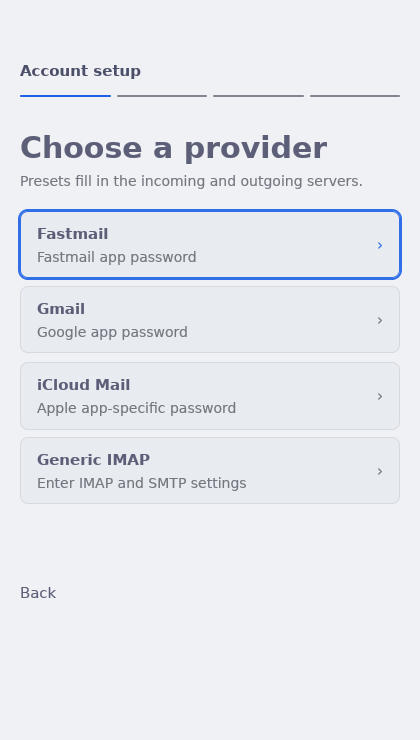 Account setup
Choose a provider
Presets fill in the incoming and outgoing servers.
Fastmail
Fastmail app password
›
Gmail
Google app password
›
iCloud Mail
Apple app-specific password
›
Generic IMAP
Enter IMAP and SMTP settings
›
Back